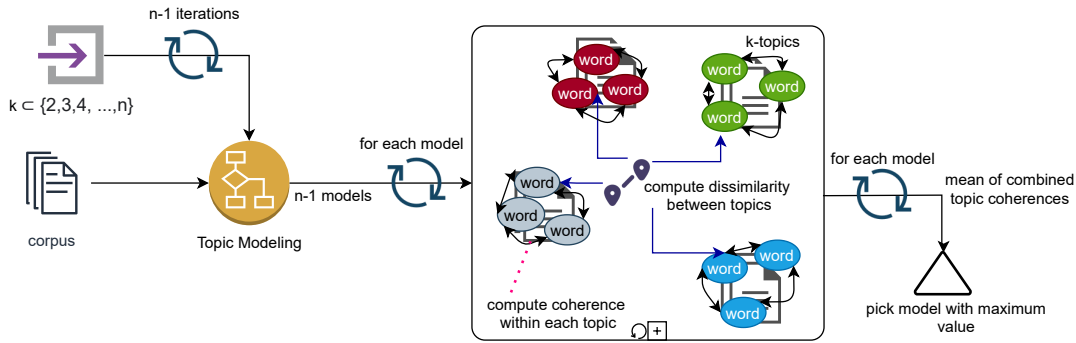 n-1 iterations
k ⊂ {2,3,4, ...,n}
corpus
Topic Modeling
n-1 models
for each model
k-topics
word
word
word
word
word
word
word
word
word
word
word
word
compute dissimilarity
between topics
compute coherence
within each topic
+
for each model
mean of combined
topic coherences
pick model with maximum
value